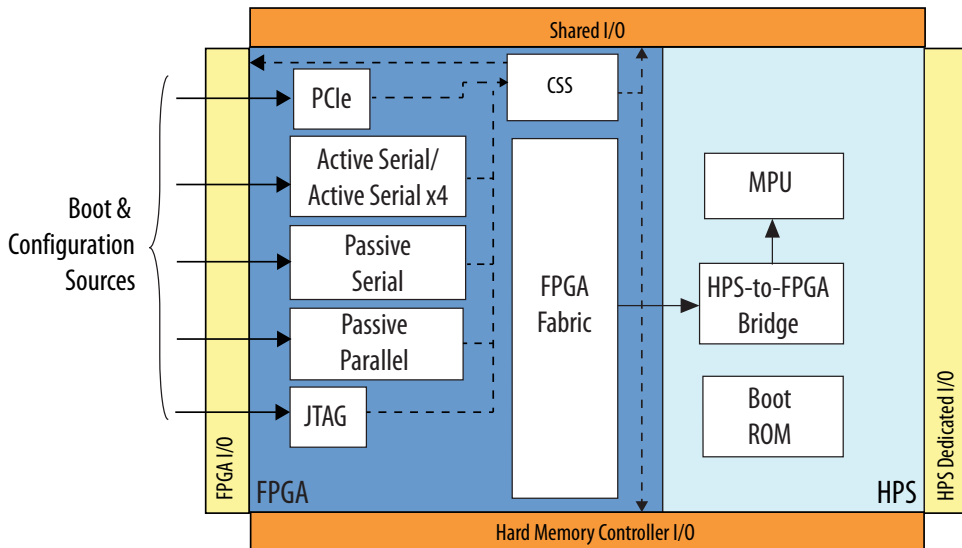 Shared I/O
PCIe
CSS
Active Serial/
Active Serial x4
MPU
Boot &
Configuration
Sources
Passive
Serial
FPGA
Fabric
HPS-to-FPGA
Bridge
Passive
Parallel
JTAG
Boot
ROM
FPGA I/O
FPGA
HPS
HPS Dedicated I/O
Hard Memory Controller I/O